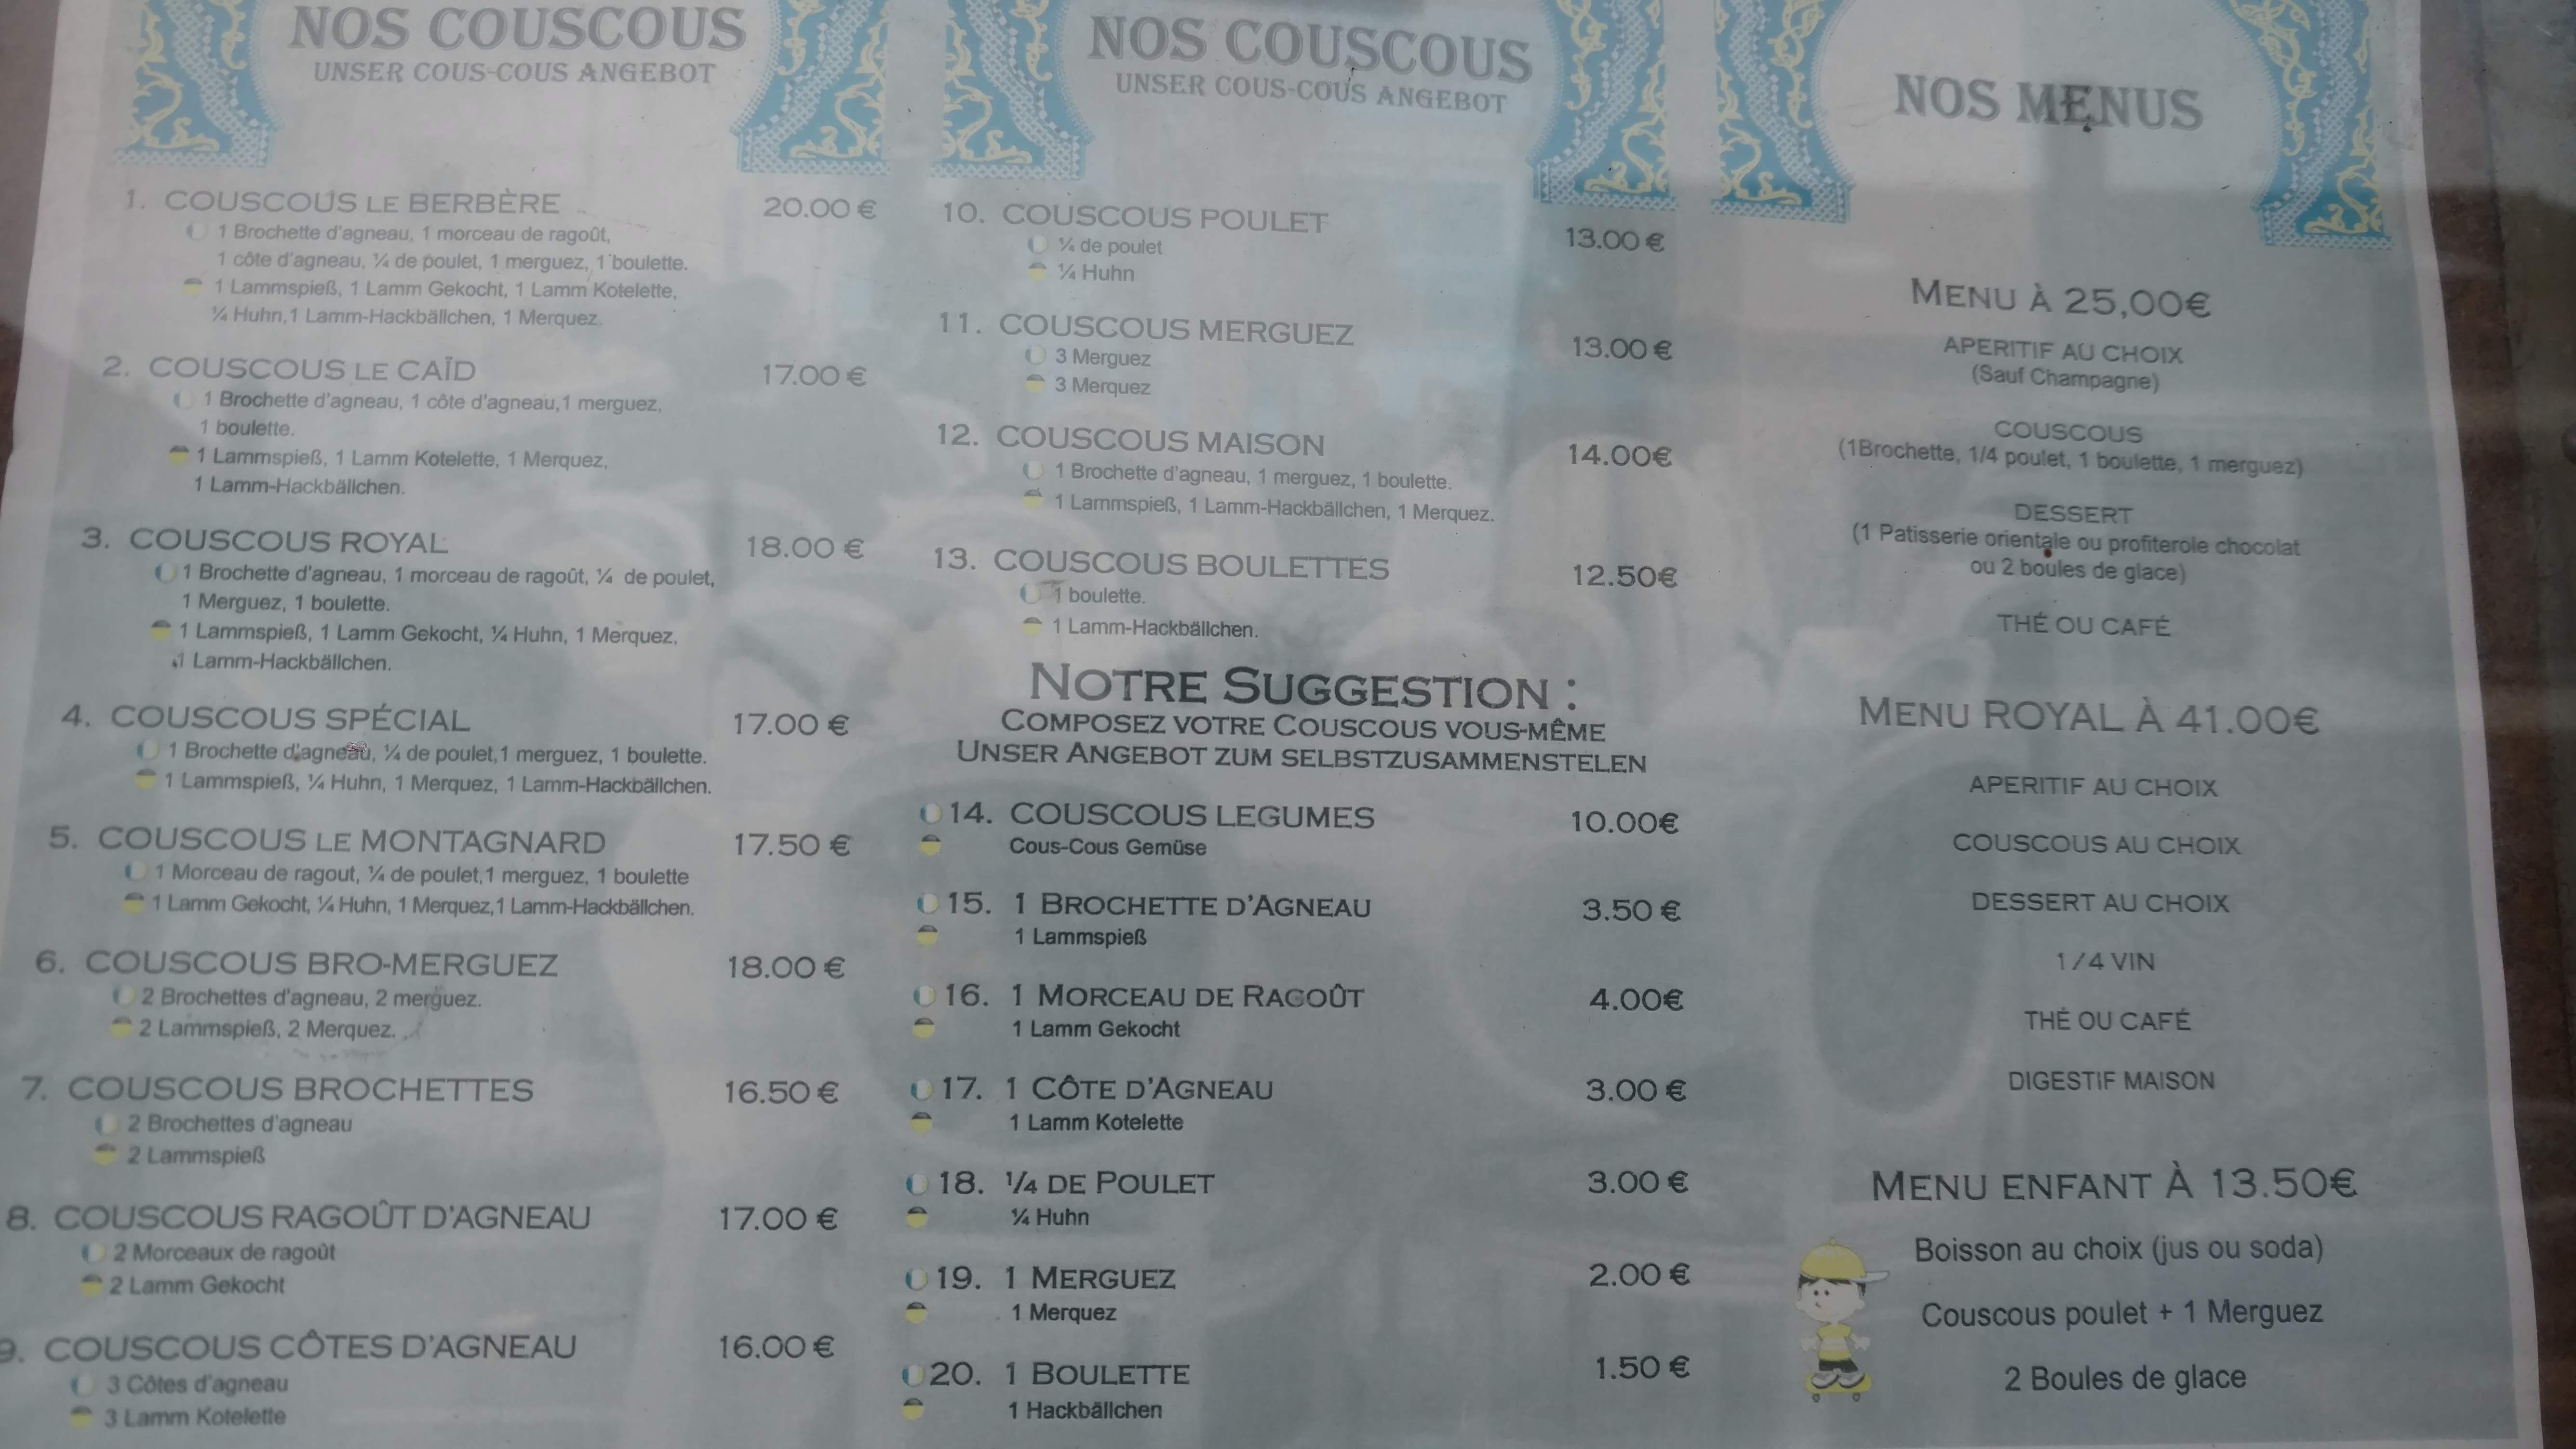 NOS COUSCOUS
UNSER COUS-COUS ANGEBOT
1. COUSCOUS LE BERBÈRE 20.00 €
1 Brochette d'agneau, 1 morceau de ragoût,
1 côte d'agneau, ¼ de poulet, 1 merguez, 1 boulette.
1 Lammspieß, 1 Lamm Gekocht, 1 Lamm Kotelette,
¼ Huhn,1 Lamm-Hackbällchen, 1 Merquez.
2. COUSCOUS LE CAÏD 17.00 €
1 Brochette d'agneau, 1 côte d'agneau,1 merguez,
1 boulette.
1 Lammspieß, 1 Lamm Kotelette, 1 Merquez,
1 Lamm-Hackbällchen.
3. COUSCOUS ROYAL 18.00 €
1 Brochette d'agneau, 1 morceau de ragoût, ¼ de poulet,
1 Merguez, 1 boulette.
1 Lammspieß, 1 Lamm Gekocht, ¼ Huhn, 1 Merquez,
1 Lamm-Hackbällchen.
4. COUSCOUS SPÉCIAL 17.00 €
1 Brochette d'agneau, ¼ de poulet,1 merguez, 1 boulette.
1 Lammspieß, ¼ Huhn, 1 Merquez, 1 Lamm-Hackbällchen.
5. COUSCOUS LE MONTAGNARD 17.50 €
1 Morceau de ragout, ¼ de poulet,1 merguez, 1 boulette
1 Lamm Gekocht, ¼ Huhn, 1 Merquez,1 Lamm-Hackbällchen.
6. COUSCOUS BRO-MERGUEZ 18.00 €
2 Brochettes d'agneau, 2 merguez.
2 Lammspieß, 2 Merquez.
7. COUSCOUS BROCHETTES 16.50 €
2 Brochettes d'agneau
2 Lammspieß
8. COUSCOUS RAGOÛT D'AGNEAU 17.00 €
2 Morceaux de ragoût
2 Lamm Gekocht
9. COUSCOUS CÔTES D'AGNEAU 16.00 €
3 Côtes d'agneau
3 Lamm Kotelette
NOS COUSCOUS
UNSER COUS-COUS ANGEBOT
10. COUSCOUS POULET 13.00 €
¼ de poulet
¼ Huhn
11. COUSCOUS MERGUEZ 13.00 €
3 Merguez
3 Merquez
12. COUSCOUS MAISON 14.00€
1 Brochette d'agneau, 1 merguez, 1 boulette.
1 Lammspieß, 1 Lamm-Hackbällchen, 1 Merquez.
13. COUSCOUS BOULETTES 12.50€
1 boulette.
1 Lamm-Hackbällchen.
NOTRE SUGGESTION :
COMPOSEZ VOTRE COUSCOUS VOUS-MÊME
UNSER ANGEBOT ZUM SELBSTZUSAMMENSTELEN
14. COUSCOUS LEGUMES 10.00€
Cous-Cous Gemüse
15. 1 BROCHETTE D'AGNEAU 3.50 €
1 Lammspieß
16. 1 MORCEAU DE RAGOÛT 4.00€
1 Lamm Gekocht
17. 1 CÔTE D'AGNEAU 3.00 €
1 Lamm Kotelette
18. ¼ DE POULET 3.00 €
¼ Huhn
19. 1 MERGUEZ 2.00 €
1 Merquez
20. 1 BOULETTE 1.50 €
1 Hackbällchen
NOS MENUS
MENU À 25,00€
APERITIF AU CHOIX
(Sauf Champagne)
COUSCOUS
(1Brochette, 1/4 poulet, 1 boulette, 1 merguez)
DESSERT
(1 Patisserie orientale ou profiterole chocolat
ou 2 boules de glace)
THÉ OU CAFÉ
MENU ROYAL À 41.00€
APERITIF AU CHOIX
COUSCOUS AU CHOIX
DESSERT AU CHOIX
1/4 VIN
THÉ OU CAFÉ
DIGESTIF MAISON
MENU ENFANT À 13.50€
Boisson au choix (jus ou soda)
Couscous poulet + 1 Merguez
2 Boules de glace